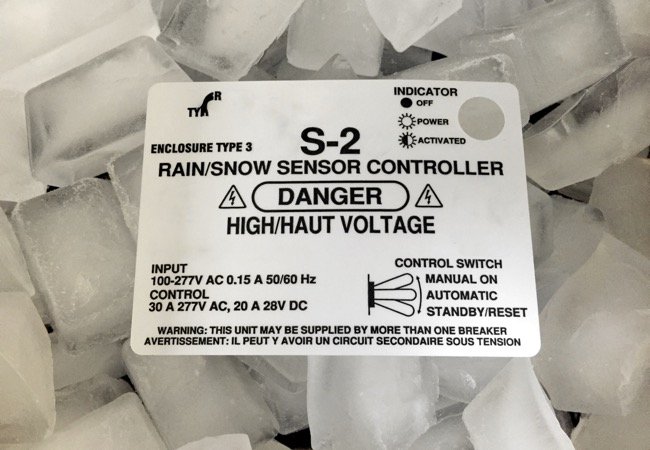 TYR
INDICATOR
OFF
POWER
ACTIVATED
ENCLOSURE TYPE 3
S-2
RAIN/SNOW SENSOR CONTROLLER
DANGER
HIGH/HAUT VOLTAGE
INPUT
100-277V AC 0.15 A 50/60 Hz
CONTROL
30 A 277V AC, 20 A 28V DC
CONTROL SWITCH
MANUAL ON
AUTOMATIC
STANDBY/RESET
WARNING: THIS UNIT MAY BE SUPPLIED BY MORE THAN ONE BREAKER
AVERTISSEMENT: IL PEUT Y AVOIR UN CIRCUIT SECONDAIRE SOUS TENSION